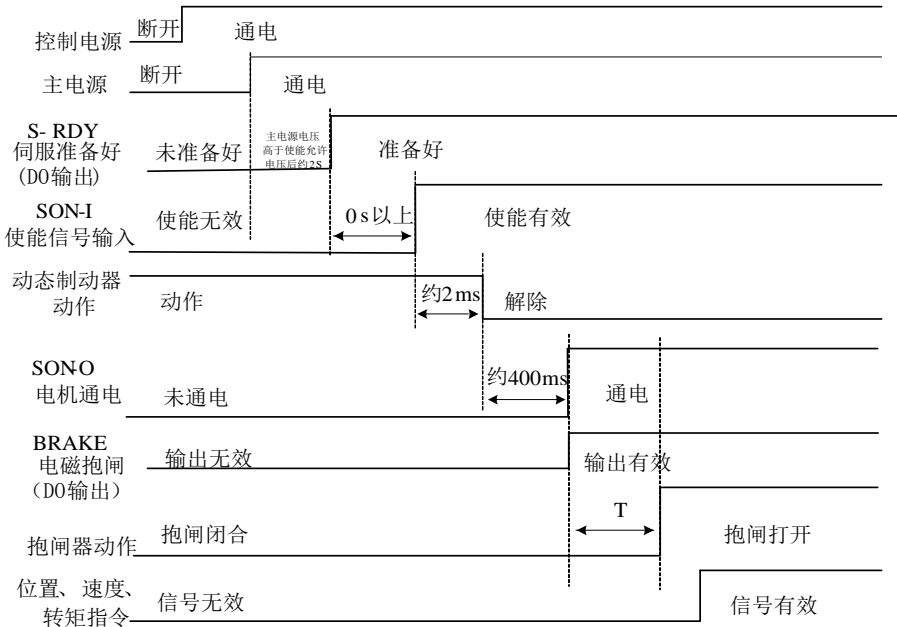 控制电源
断开
通电
主电源
断开
通电
S- RDY
伺服准备好
(DO输出)
未准备好
主电源电压
高于使能允许
电压后约2S
准备好
SON-I
使能信号输入
使能无效
0s以上
使能有效
动态制动器
动作
动作
约2ms
解除
SON-O
电机通电
未通电
约400ms
通电
BRAKE
电磁抱闸
（DO输出）
输出无效
输出有效
T
抱闸器动作
抱闸闭合
抱闸打开
位置、速度、
转矩指令
信号无效
信号有效